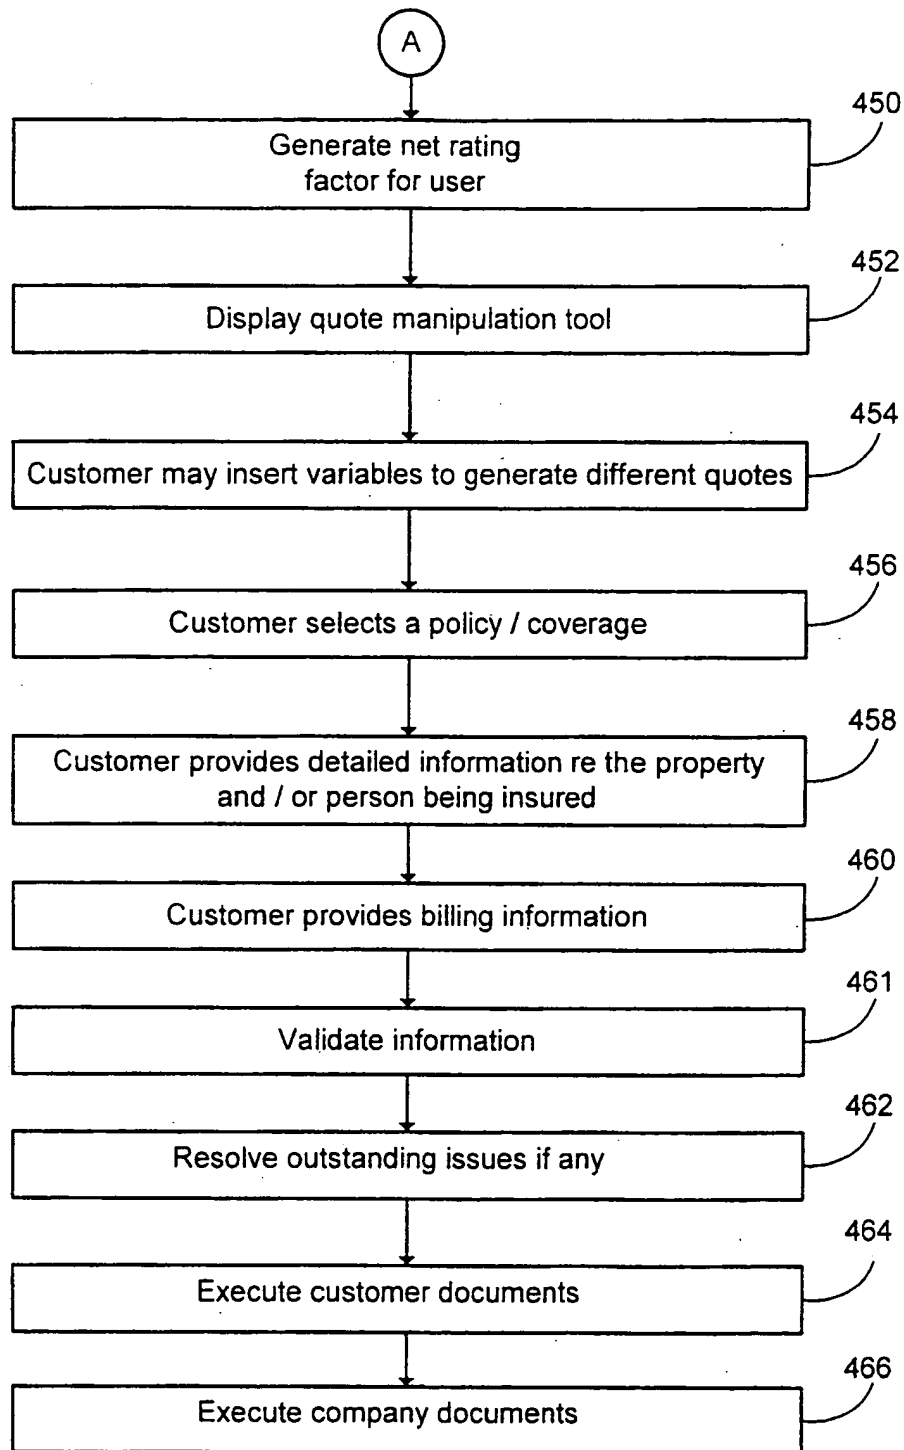 A
450
Generate net rating
factor for user
452
Display quote manipulation tool
454
Customer may insert variables to generate different quotes
456
Customer selects a policy / coverage
458
Customer provides detailed information re the property
and / or person being insured
460
Customer provides billing information
461
Validate information
462
Resolve outstanding issues if any
464
Execute customer documents
466
Execute company documents